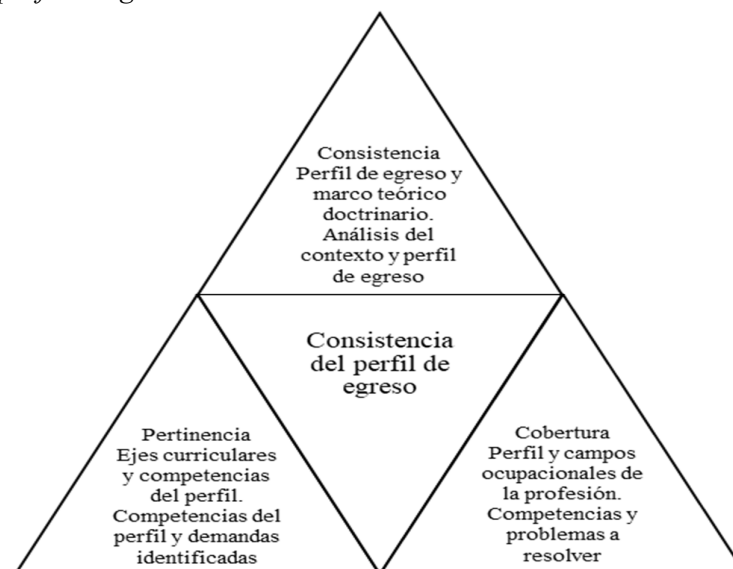 Consistencia
Perfil de egreso y
marco teórico
doctrinario.
Análisis del
contexto y perfil
de egreso
Consistencia
del perfil de
egreso
Pertinencia
Ejes curriculares
y competencias
del perfil.
Competencias del
perfil y demandas
identificadas
Cobertura
Perfil y campos
ocupacionales de
la profesión.
Competencias y
problemas a
resolver